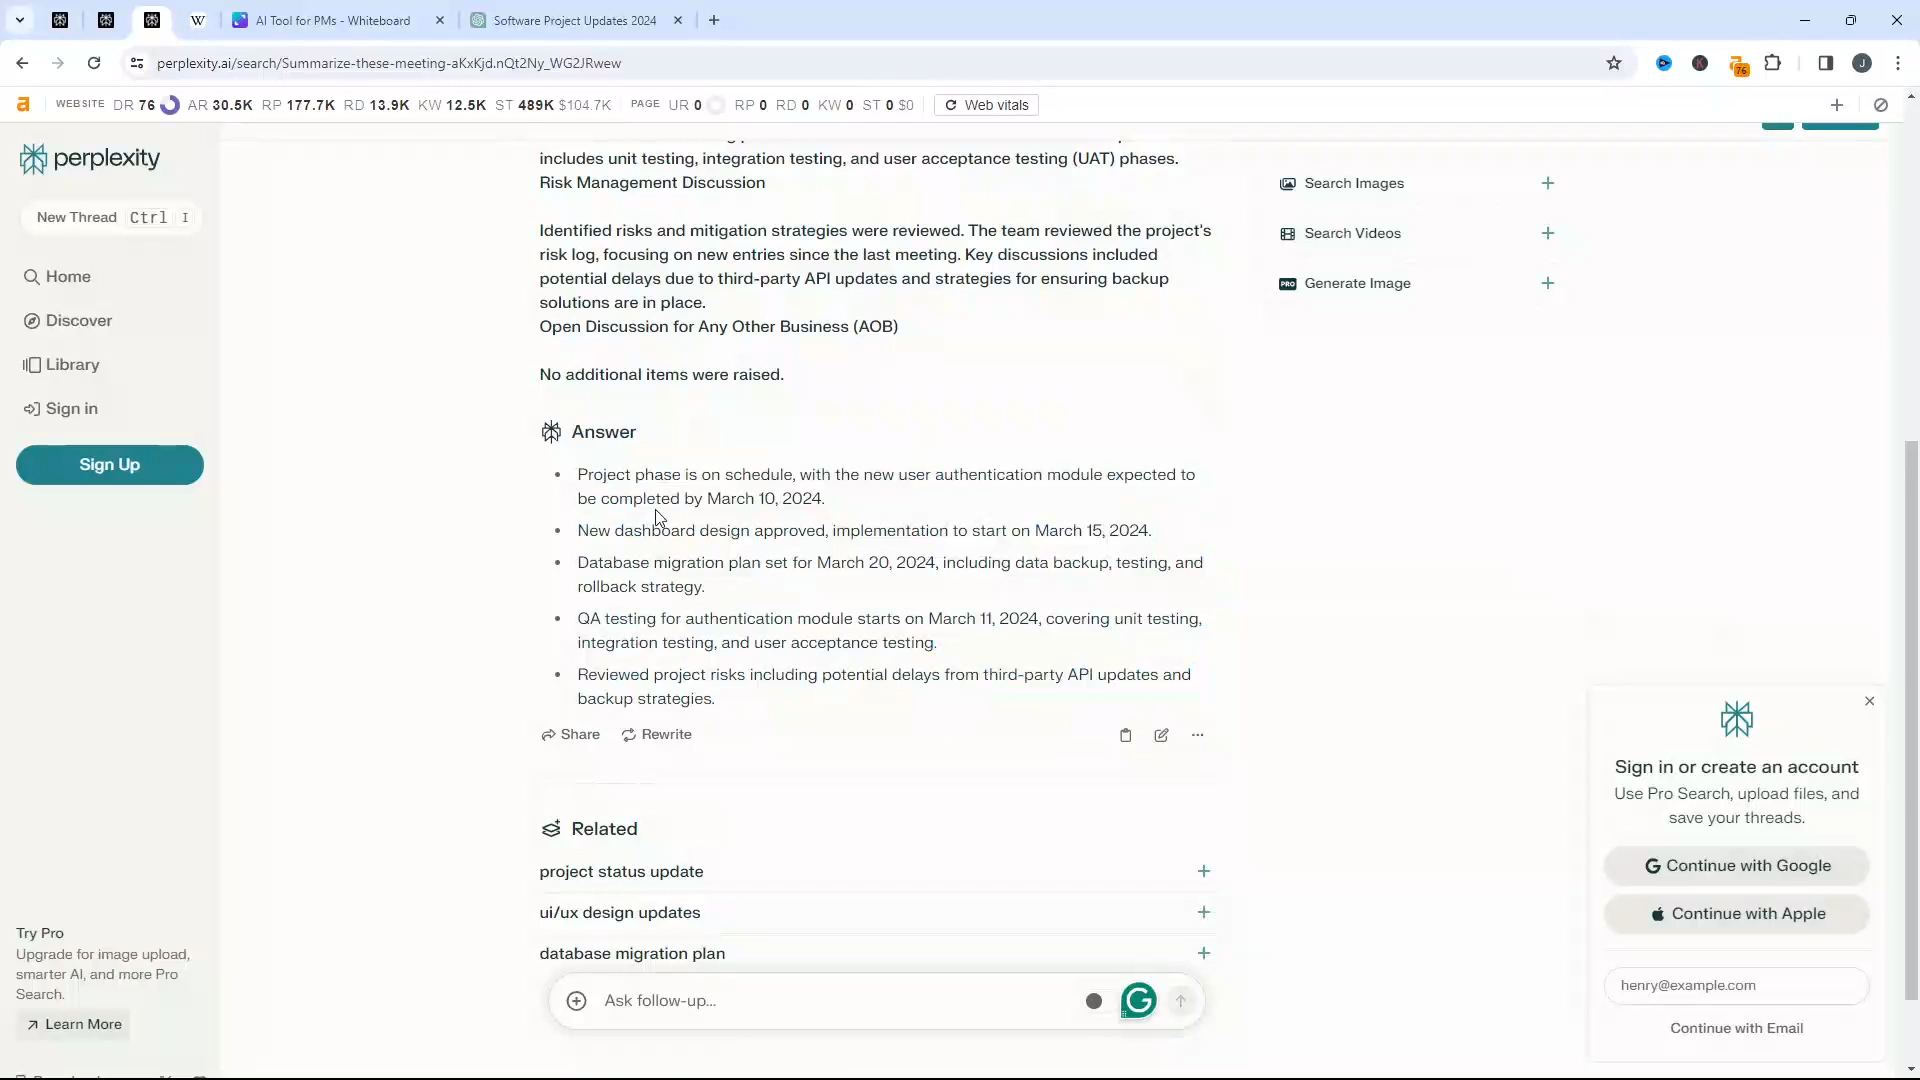 AI Tool for PMs - Whiteboard
Software Project Updates 2024
perplexity.ai/search/Summarize-these-meeting-aKxKjd.nQt2Ny_WG2JRwew
76
WEBSITE DR 76 AR 30.5K RP 177.7K RD 13.9K KW 12.5K ST 489K $104.7K PAGE UR 0 RP 0 RD 0 KW 0 ST 0 $0 Web vitals
perplexity
New Thread Ctrl I
Home
Discover
Library
Sign in
Sign Up
Try Pro
Upgrade for image upload,
smarter AI, and more Pro
Search.
Learn More
includes unit testing, integration testing, and user acceptance testing (UAT) phases.
Risk Management Discussion
Identified risks and mitigation strategies were reviewed. The team reviewed the project's
risk log, focusing on new entries since the last meeting. Key discussions included
potential delays due to third-party API updates and strategies for ensuring backup
solutions are in place.
Open Discussion for Any Other Business (AOB)
No additional items were raised.
Answer
• Project phase is on schedule, with the new user authentication module expected to
be completed by March 10, 2024.
• New dashboard design approved, implementation to start on March 15, 2024.
• Database migration plan set for March 20, 2024, including data backup, testing, and
rollback strategy.
• QA testing for authentication module starts on March 11, 2024, covering unit testing,
integration testing, and user acceptance testing.
• Reviewed project risks including potential delays from third-party API updates and
backup strategies.
Share Rewrite
Related
project status update
ui/ux design updates
database migration plan
Ask follow-up...
Search Images
Search Videos
PRO Generate Image
Sign in or create an account
Use Pro Search, upload files, and
save your threads.
Continue with Google
Continue with Apple
henry@example.com
Continue with Email